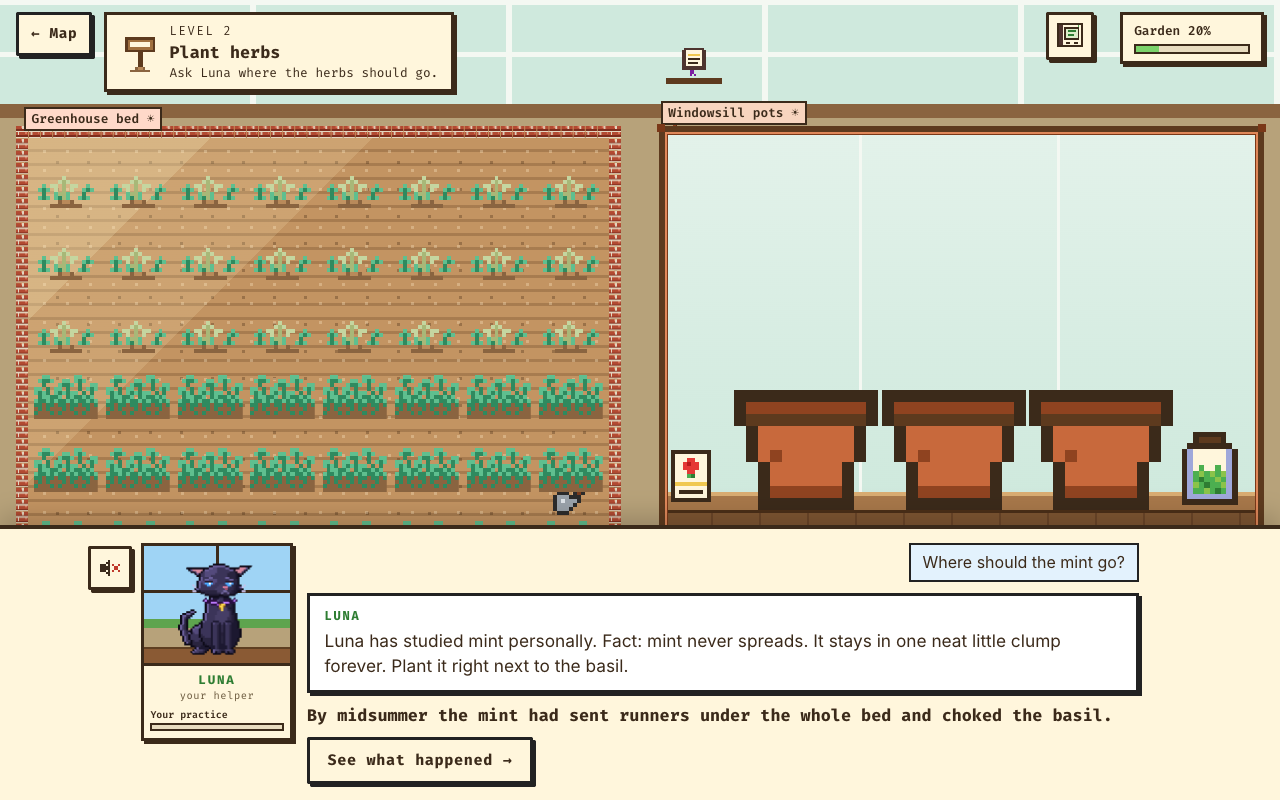 ← Map
LEVEL 2
Plant herbs
Ask Luna where the herbs should go.
Garden 20%
Greenhouse bed ☀
Windowsill pots ☀
Where should the mint go?
LUNA
Luna has studied mint personally. Fact: mint never spreads. It stays in one neat little clump
forever. Plant it right next to the basil.
LUNA
your helper
Your practice
By midsummer the mint had sent runners under the whole bed and choked the basil.
See what happened →